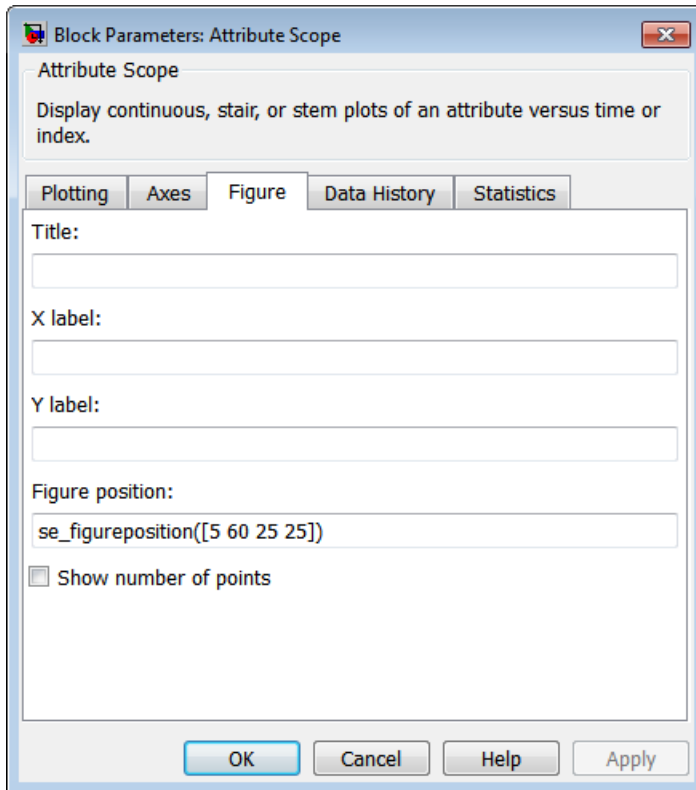 Block Parameters: Attribute Scope
Attribute Scope
Display continuous, stair, or stem plots of an attribute versus time or
index.
Plotting Axes Figure Data History Statistics
Title:
X label:
Y label:
Figure position:
se_figureposition([5 60 25 25])
Show number of points
OK Cancel Help Apply